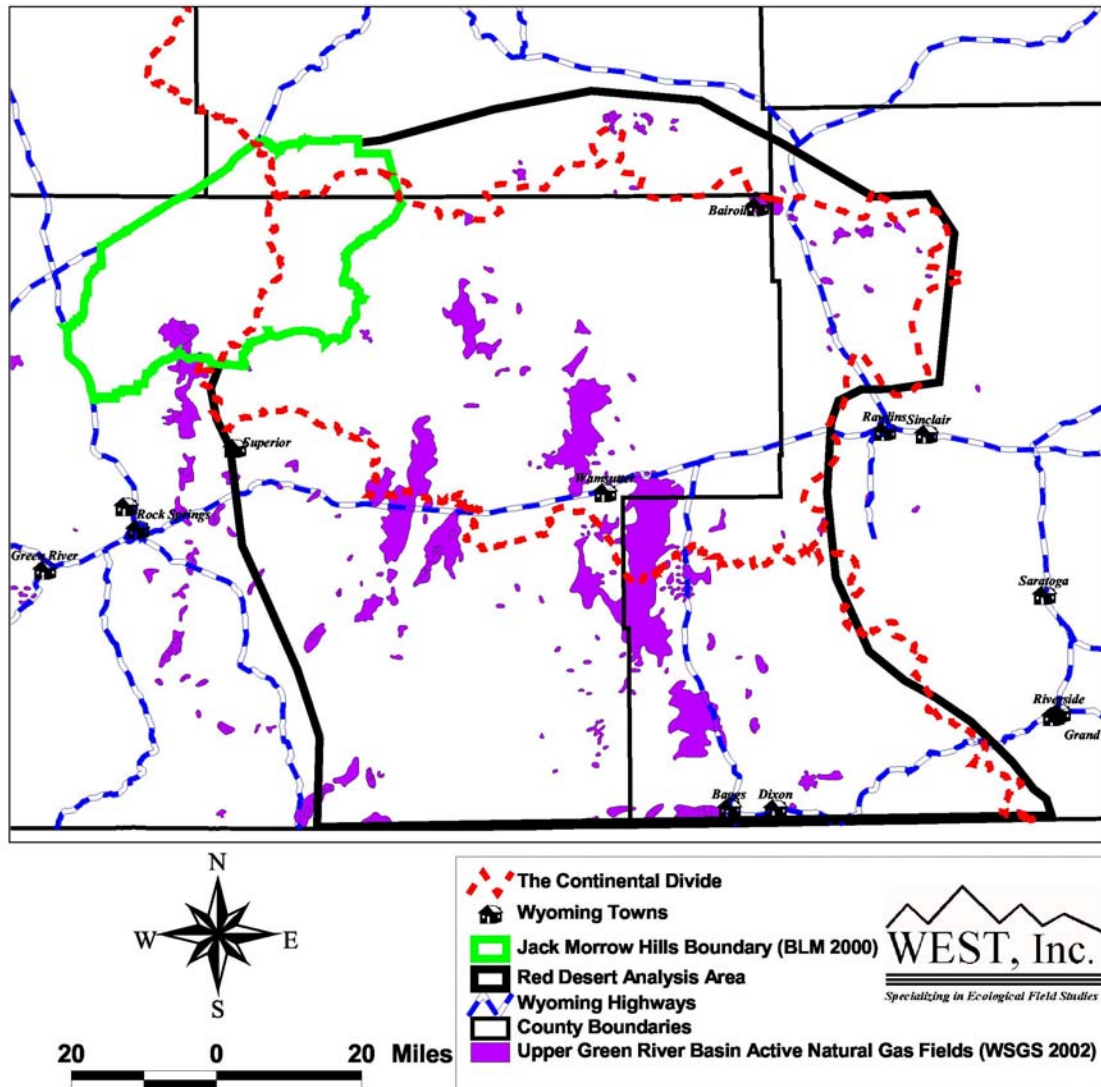 Bairoil
Rawlins
Sinclair
Superior
Wamsutter
Rock Springs
Green River
Saratoga
Riverside
Grand
Baggs
Dixon
N
W E
S
20 0 20 Miles
The Continental Divide
Wyoming Towns
Jack Morrow Hills Boundary (BLM 2000)
Red Desert Analysis Area
Wyoming Highways
County Boundaries
Upper Green River Basin Active Natural Gas Fields (WSGS 2002)
WEST, Inc.
Specializing in Ecological Field Studies